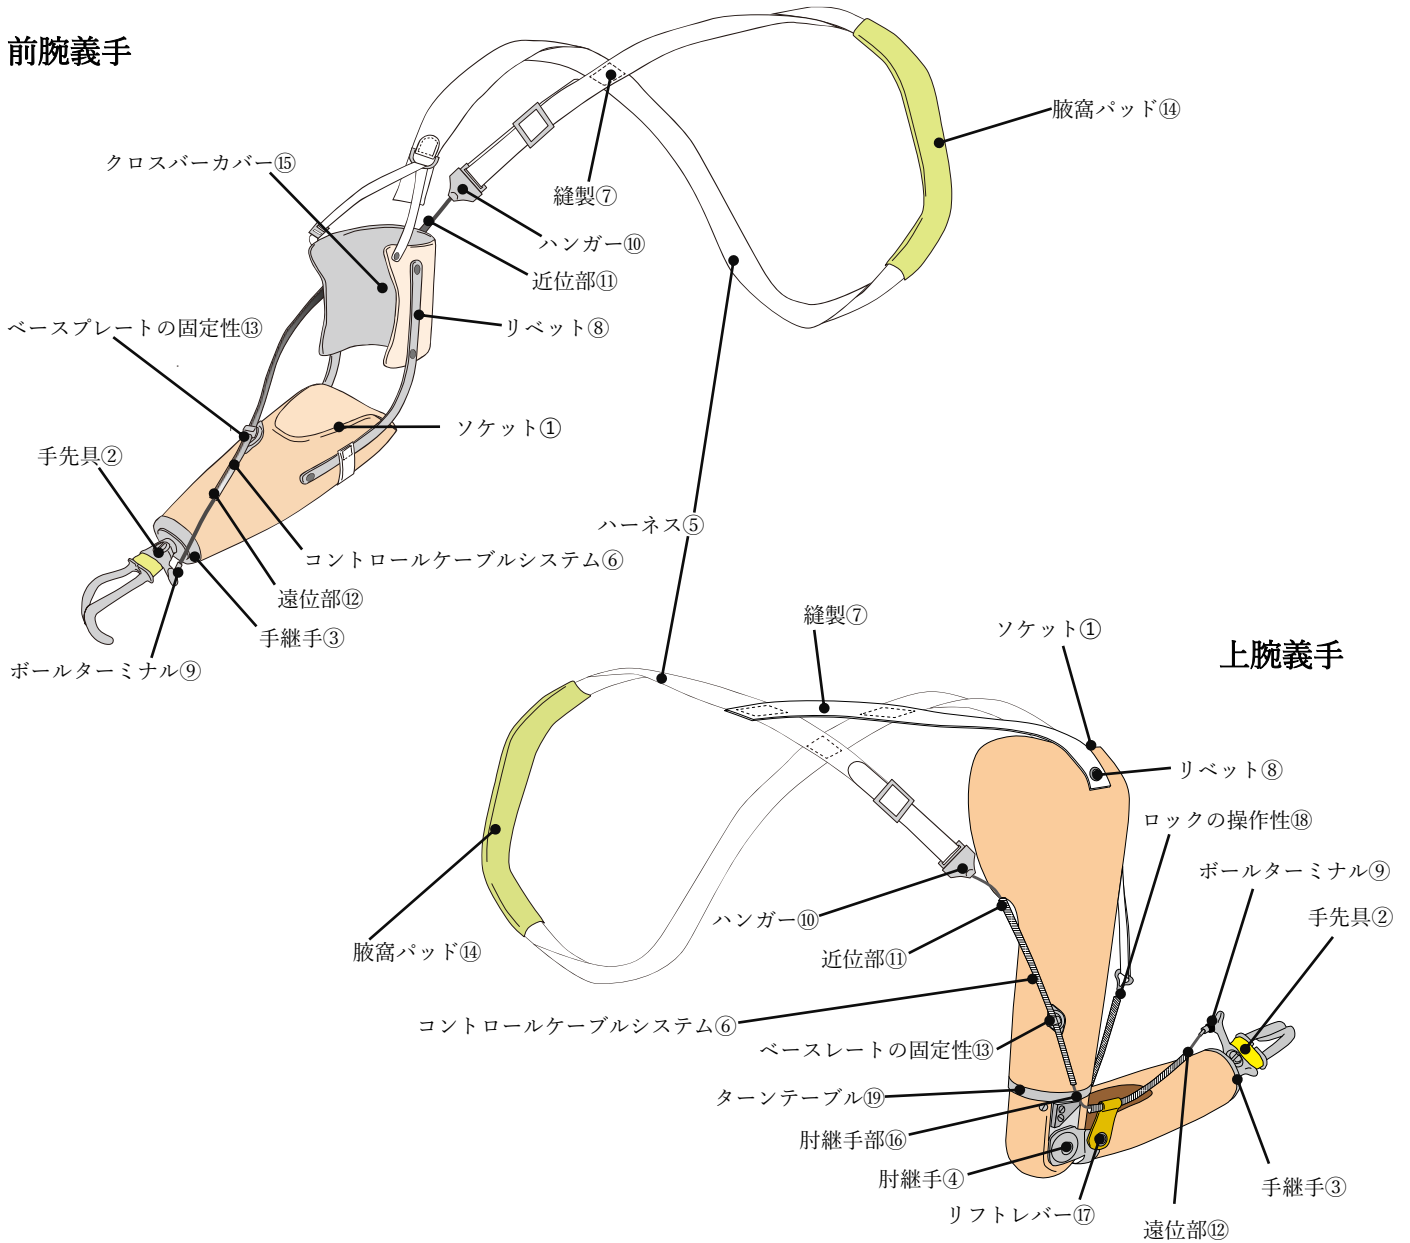 前腕義手
腋窩パッド⑭
クロスバーカバー⑮
縫製⑦
ハンガー⑩
近位部⑪
ベースプレートの固定性⑬
リベット⑧
ソケット①
手先具②
ハーネス⑤
コントロールケーブルシステム⑥
遠位部⑫
手継手③
ボールターミナル⑨
縫製⑦
ソケット①
上腕義手
リベット⑧
ロックの操作性⑱
ボールターミナル⑨
手先具②
ハンガー⑩
腋窩パッド⑭
近位部⑪
コントロールケーブルシステム⑥
ベースレートの固定性⑬
ターンテーブル⑲
肘継手部⑯
肘継手④
手継手③
リフトレバー⑰
遠位部⑫